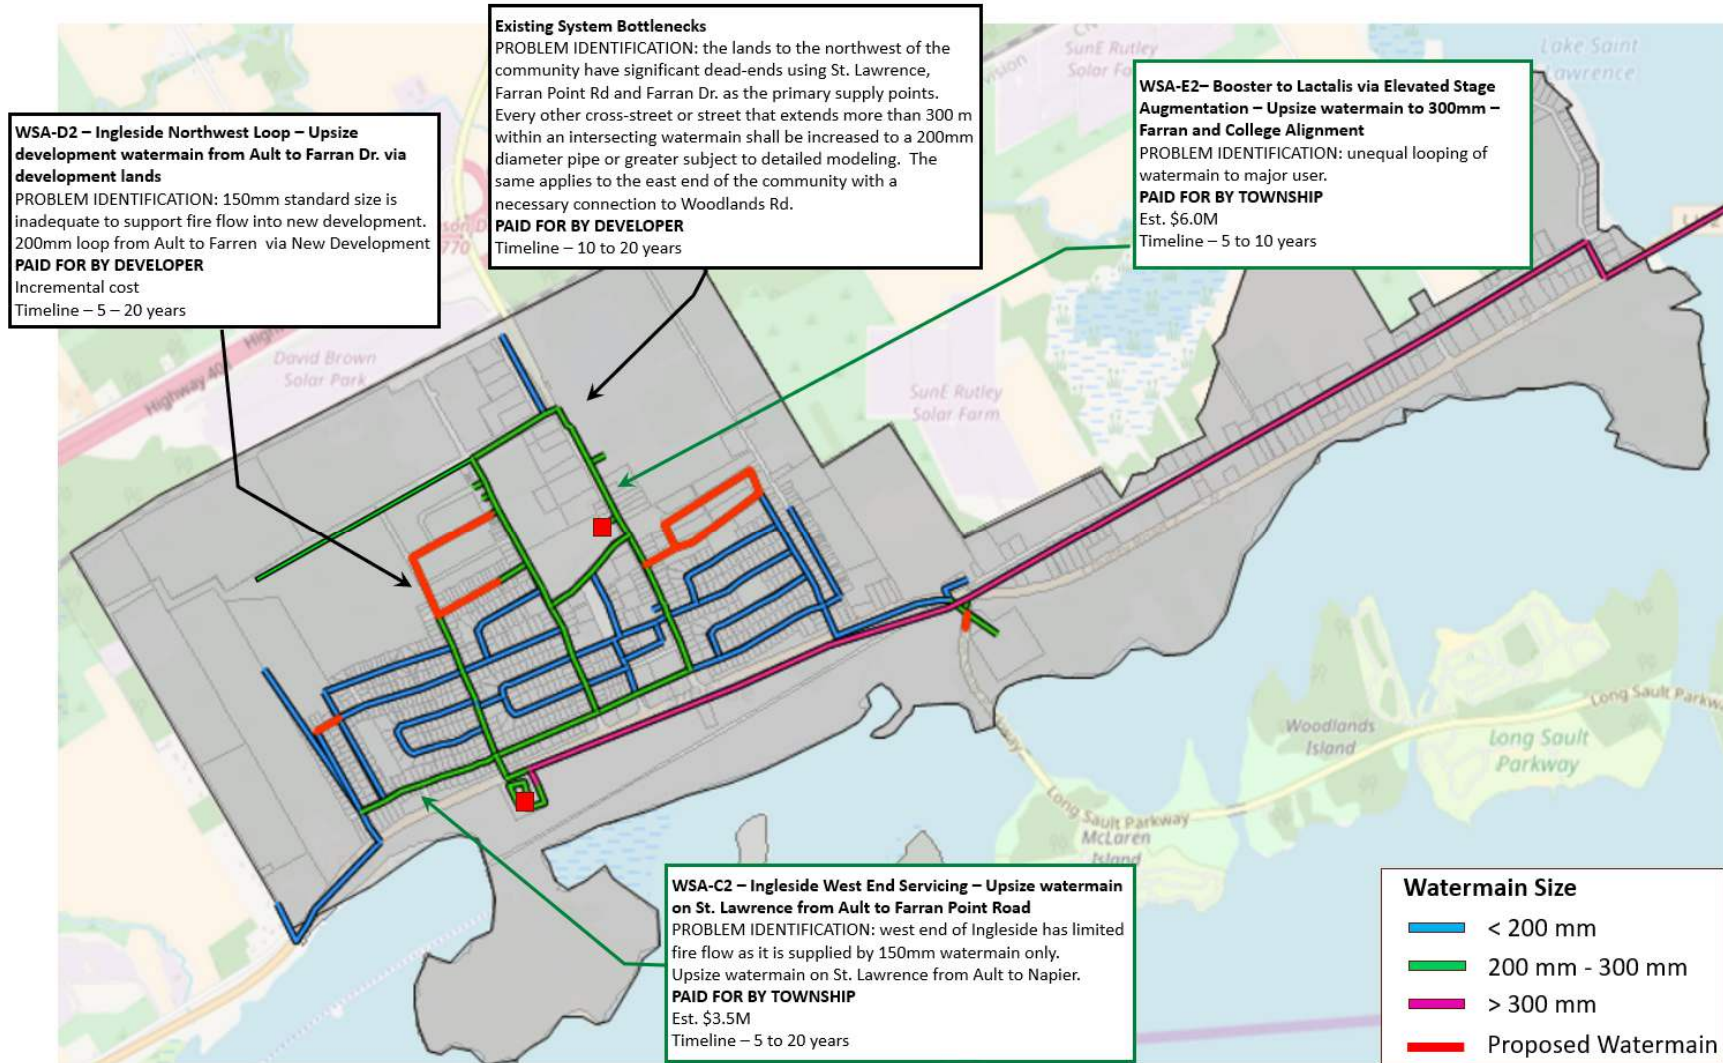 Existing System Bottlenecks
PROBLEM IDENTIFICATION: the lands to the northwest of the
community have significant dead-ends using St. Lawrence,
Farran Point Rd and Farran Dr. as the primary supply points.
Every other cross-street or street that extends more than 300 m
within an intersecting watermain shall be increased to a 200mm
diameter pipe or greater subject to detailed modeling. The
same applies to the east end of the community with a
necessary connection to Woodlands Rd.
PAID FOR BY DEVELOPER
Timeline – 10 to 20 years
WSA-D2 – Ingleside Northwest Loop – Upsize
development watermain from Ault to Farran Dr. via
development lands
PROBLEM IDENTIFICATION: 150mm standard size is
inadequate to support fire flow into new development.
200mm loop from Ault to Farren via New Development
PAID FOR BY DEVELOPER
Incremental cost
Timeline – 5 – 20 years
WSA-E2– Booster to Lactalis via Elevated Stage
Augmentation – Upsize watermain to 300mm –
Farran and College Alignment
PROBLEM IDENTIFICATION: unequal looping of
watermain to major user.
PAID FOR BY TOWNSHIP
Est. $6.0M
Timeline – 5 to 10 years
SunE Rutley
Solar
Lake Saint
Lawrence
770
David Brown
Solar Park
Highway 40
SunE Rutley
Solar Farm
Woodlands
Island
Long Sault
Parkway
Long Sault Parkway
Long Sault Parkway
McLaren
Island
WSA-C2 – Ingleside West End Servicing – Upsize watermain
on St. Lawrence from Ault to Farran Point Road
PROBLEM IDENTIFICATION: west end of Ingleside has limited
fire flow as it is supplied by 150mm watermain only.
Upsize watermain on St. Lawrence from Ault to Napier.
PAID FOR BY TOWNSHIP
Est. $3.5M
Timeline – 5 to 20 years
Watermain Size
< 200 mm
200 mm - 300 mm
> 300 mm
Proposed Watermain